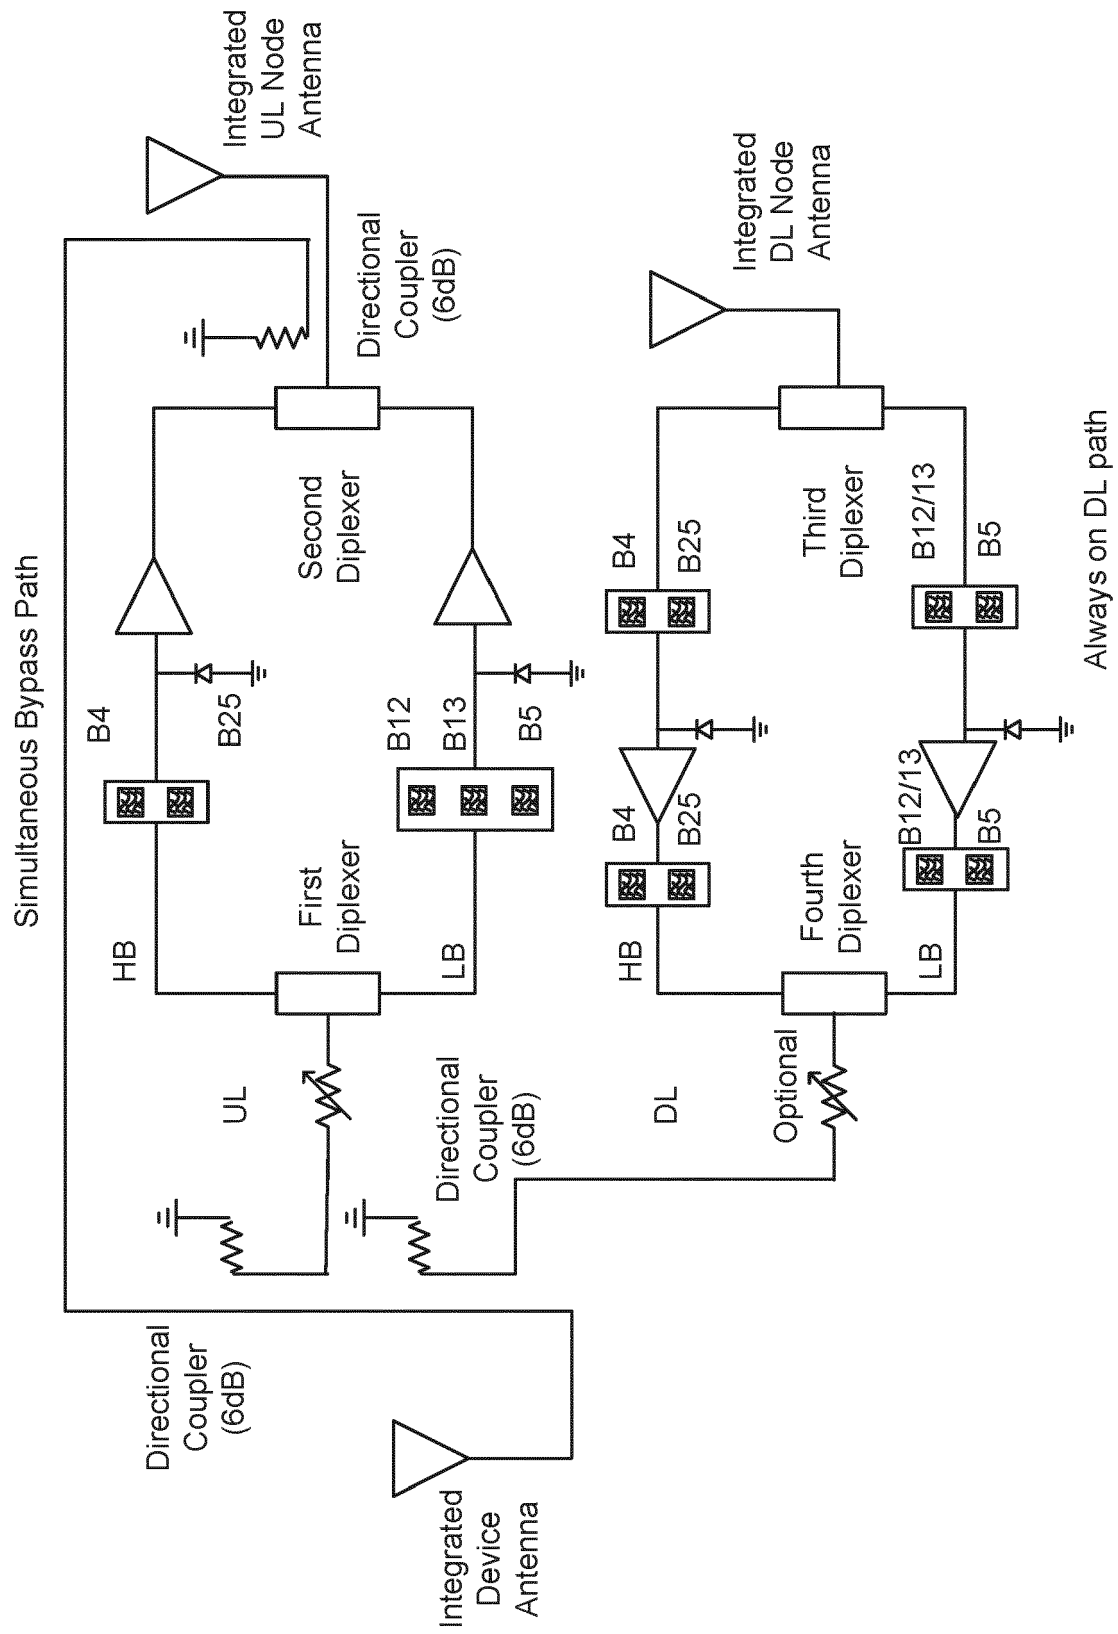 Simultaneous Bypass Path
Integrated
UL Node
Antenna
B4
B25
HB
First
Diplexer
Second
Diplexer
Directional
Coupler
(6dB)
B12
B13
B5
LB
UL
Directional
Coupler
(6dB)
Directional
Coupler
(6dB)
Integrated
Device
Antenna
Integrated
DL Node
Antenna
DL
HB
B4
B25
B4
B25
Optional
Fourth
Diplexer
Third
Diplexer
LB
B12/13
B5
B12/13
B5
Always on DL path